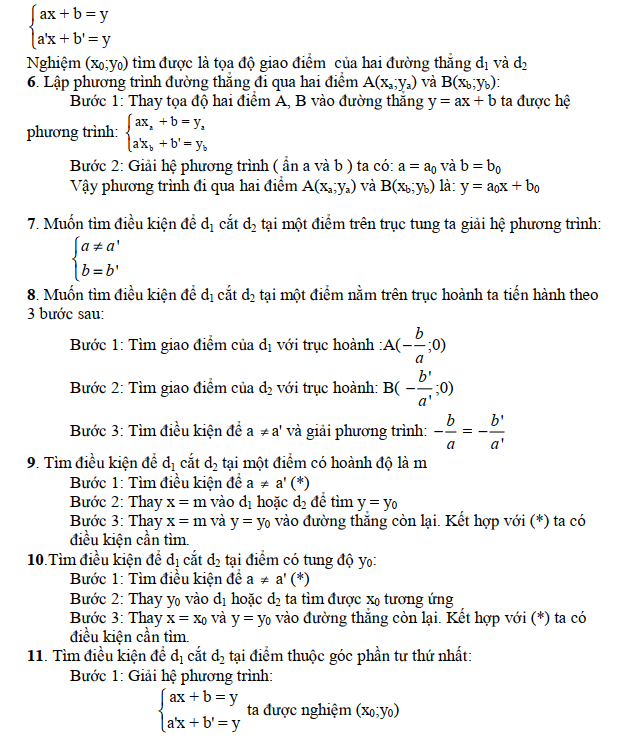 {ax + b = y
a'x + b' = y
Nghiệm (x₀;y₀) tìm được là tọa độ giao điểm của hai đường thẳng d₁ và d₂
6. Lập phương trình đường thẳng đi qua hai điểm A(xₐ;yₐ) và B(x_b;y_b):
Bước 1: Thay tọa độ hai điểm A, B vào đường thẳng y = ax + b ta được hệ
phương trình: {axₐ + b = yₐ
a'x_b + b' = y_b
Bước 2: Giải hệ phương trình ( ẩn a và b ) ta có: a = a₀ và b = b₀
Vậy phương trình đi qua hai điểm A(xₐ;yₐ) và B(x_b;y_b) là: y = a₀x + b₀
7. Muốn tìm điều kiện để d₁ cắt d₂ tại một điểm trên trục tung ta giải hệ phương trình:
{a ≠ a'
b = b'
8. Muốn tìm điều kiện để d₁ cắt d₂ tại một điểm nằm trên trục hoành ta tiến hành theo
3 bước sau:
Bước 1: Tìm giao điểm của d₁ với trục hoành :A(−b/a;0)
Bước 2: Tìm giao điểm của d₂ với trục hoành: B( −b'/a';0)
Bước 3: Tìm điều kiện để a ≠ a' và giải phương trình: −b/a = −b'/a'
9. Tìm điều kiện để d₁ cắt d₂ tại một điểm có hoành độ là m
Bước 1: Tìm điều kiện để a ≠ a' (*)
Bước 2: Thay x = m vào d₁ hoặc d₂ để tìm y = y₀
Bước 3: Thay x = m và y = y₀ vào đường thẳng còn lại. Kết hợp với (*) ta có
điều kiện cần tìm.
10.Tìm điều kiện để d₁ cắt d₂ tại điểm có tung độ y₀:
Bước 1: Tìm điều kiện để a ≠ a' (*)
Bước 2: Thay y₀ vào d₁ hoặc d₂ ta tìm được x₀ tương ứng
Bước 3: Thay x = x₀ và y = y₀ vào đường thẳng còn lại. Kết hợp với (*) ta có
điều kiện cần tìm.
11. Tìm điều kiện để d₁ cắt d₂ tại điểm thuộc góc phần tư thứ nhất:
Bước 1: Giải hệ phương trình:
{ax + b = y
a'x + b' = y ta được nghiệm (x₀;y₀)